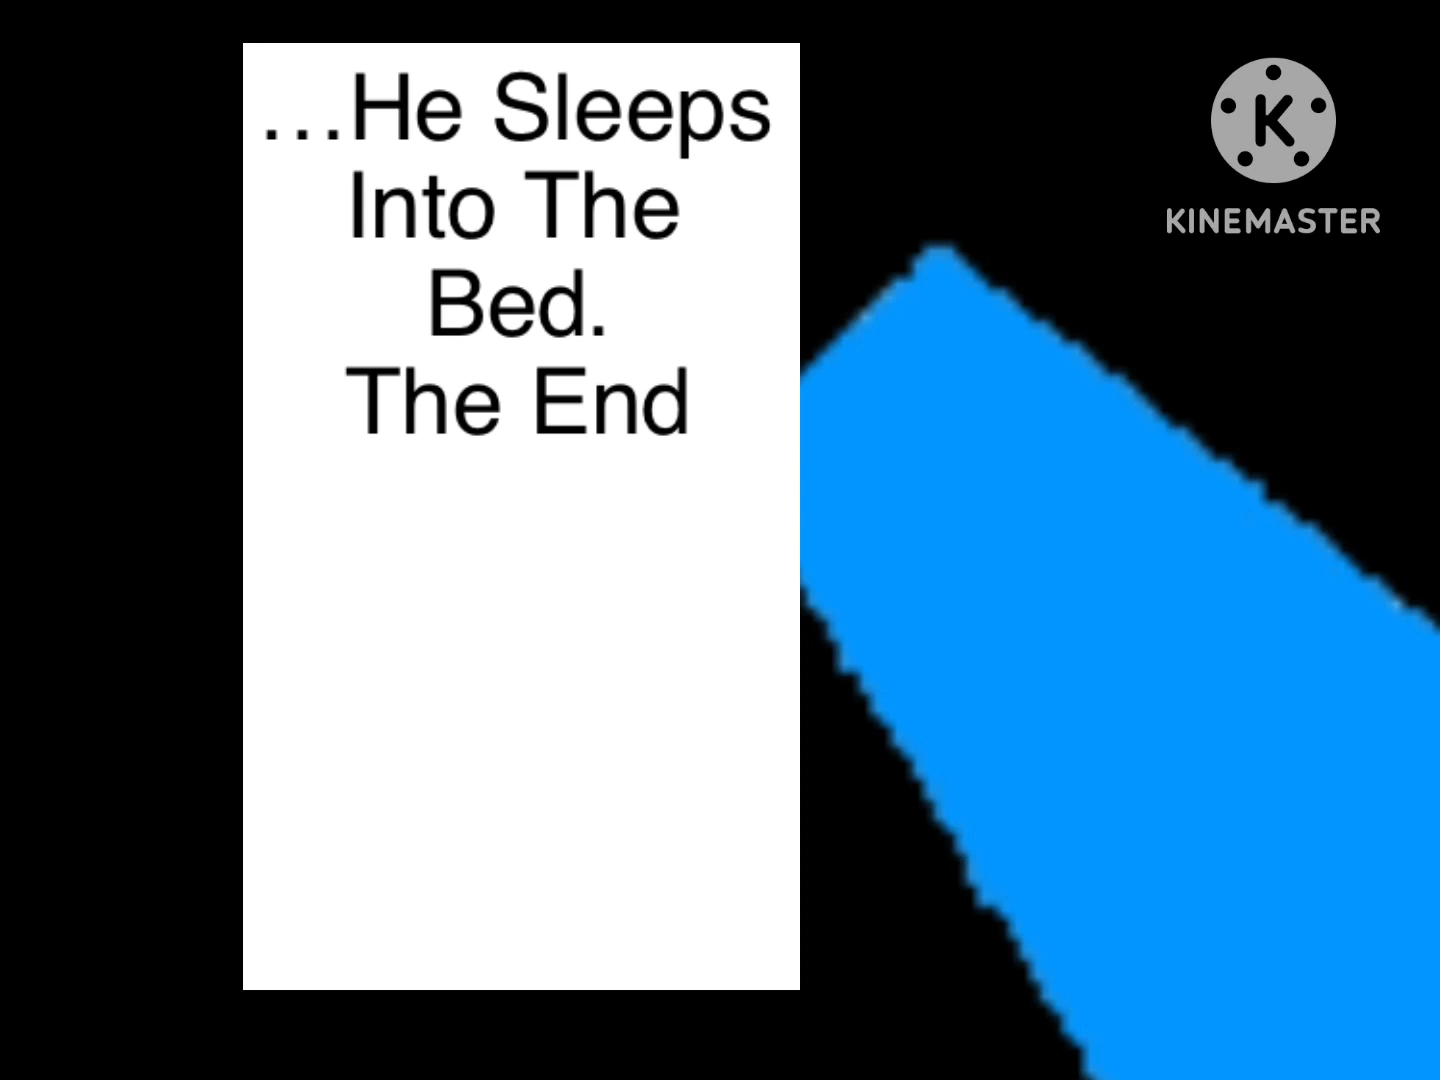 …He Sleeps
Into The
Bed.
The End
K
KINEMASTER